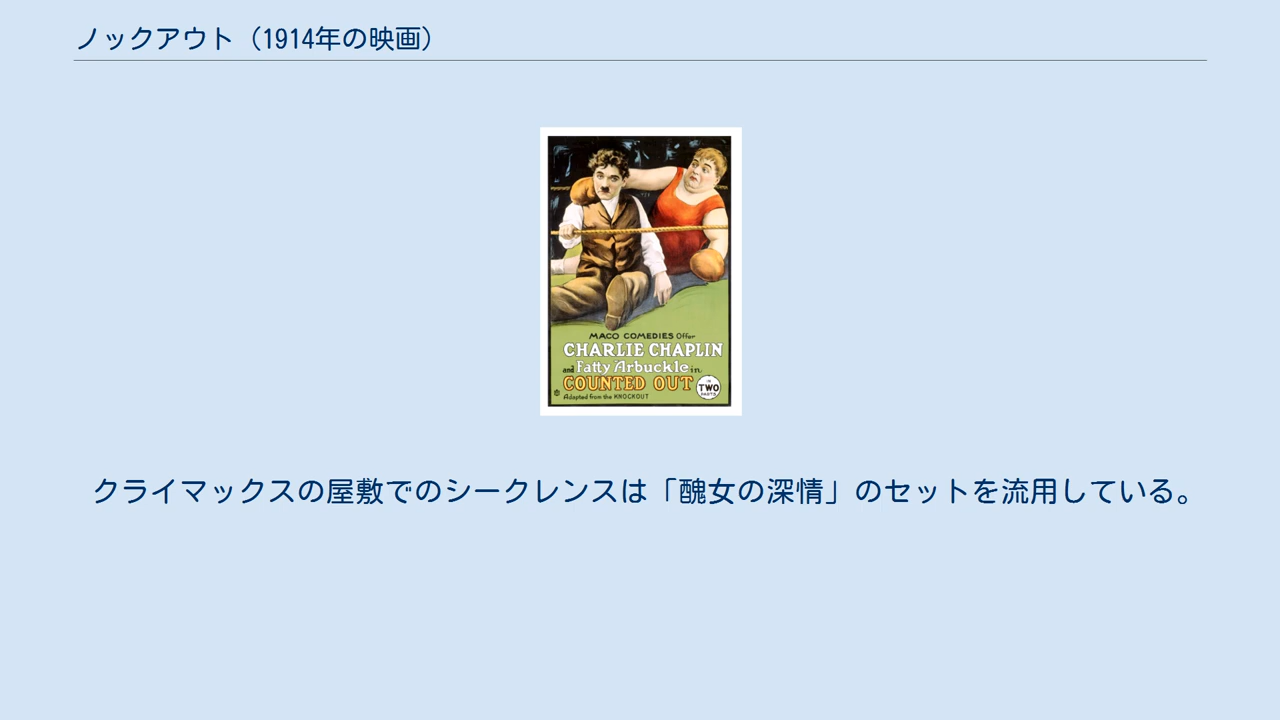 ノックアウト（1914年の映画）
MACO COMEDIES Offer
CHARLIE CHAPLIN
and Fatty Arbuckle in
COUNTED OUT
IN TWO PARTS
Adapted from the KNOCKOUT
クライマックスの屋敷でのシークレンスは「醜女の深情」のセットを流用している。